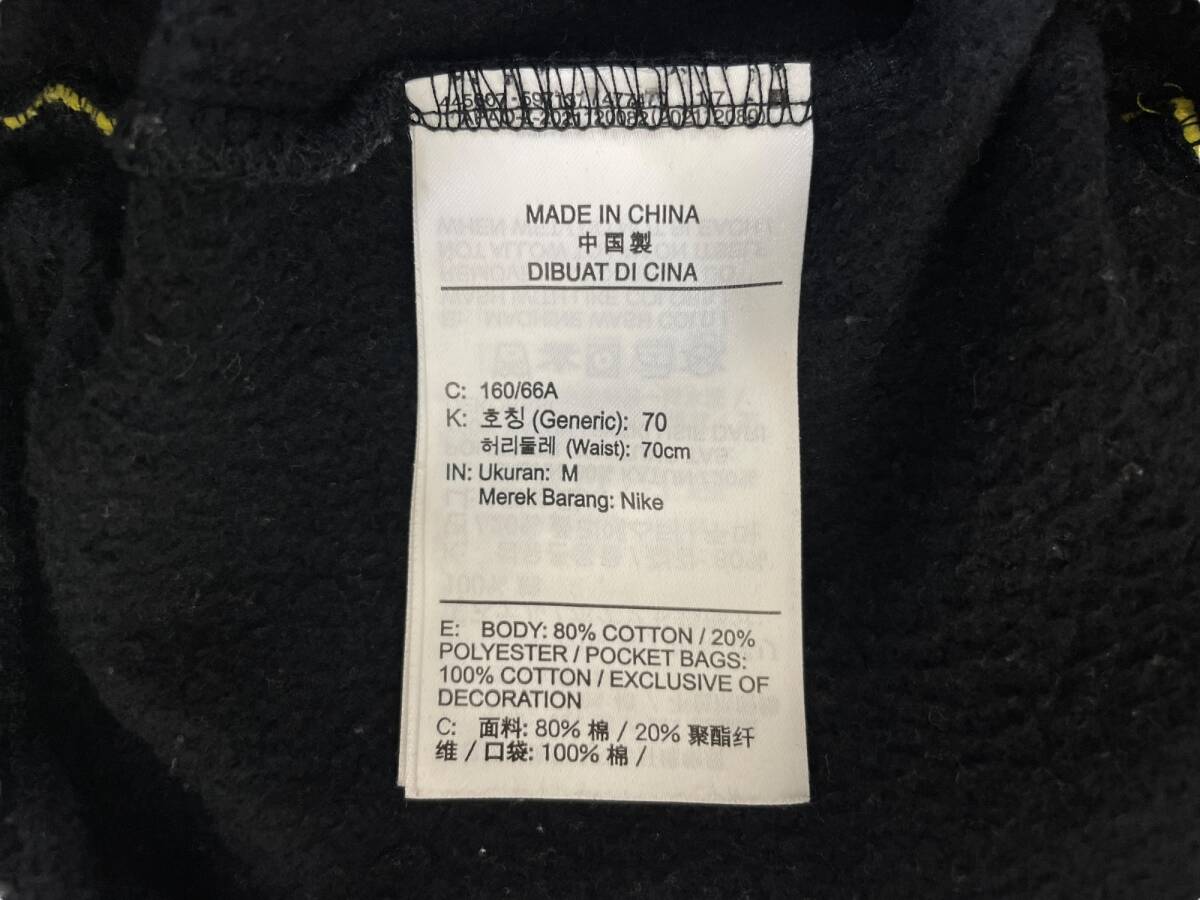 MADE IN CHINA
中国製
DIBUAT DI CINA
C: 160/66A
K: 호칭 (Generic): 70
허리둘레 (Waist): 70cm
IN: Ukuran: M
Merek Barang: Nike
E: BODY: 80% COTTON / 20%
POLYESTER / POCKET BAGS:
100% COTTON / EXCLUSIVE OF
DECORATION
C: 面料: 80% 棉 / 20% 聚酯纤
维 / 口袋: 100% 棉 /